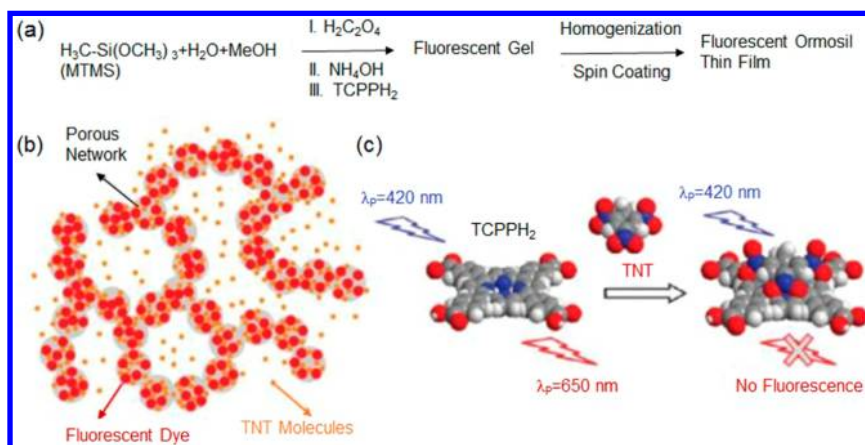 (a)
I. H₂C₂O₄
Homogenization
H₃C-Si(OCH₃) ₃+H₂O+MeOH
(MTMS)
Fluorescent Gel
Fluorescent Ormosil
Thin Film
II. NH₄OH
III. TCPPH₂
Spin Coating
(b)
Porous
Network
Fluorescent Dye
TNT Molecules
(c)
λₚ=420 nm
TCPPH₂
TNT
λₚ=420 nm
λₚ=650 nm
No Fluorescence